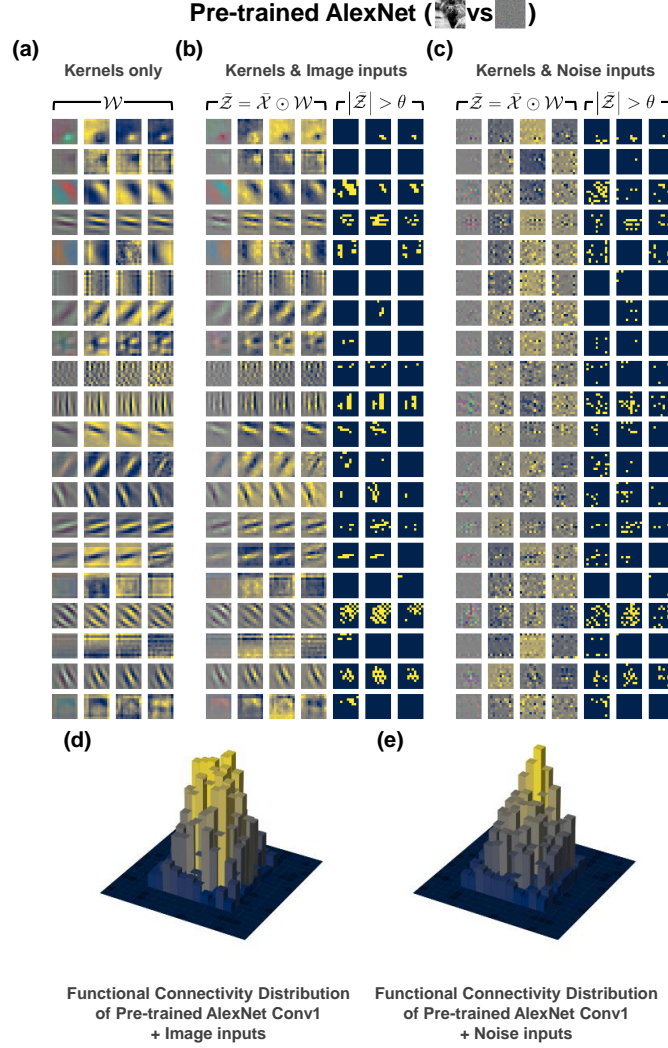 Pre-trained AlexNet ( vs )
(a)
(b)
(c)
Kernels only
Kernels & Image inputs
Kernels & Noise inputs
𝒲
Z̄ = X̄ ⊙ 𝒲
|Z̄| > θ
Z̄ = X̄ ⊙ 𝒲
|Z̄| > θ
(d)
(e)
Functional Connectivity Distribution
of Pre-trained AlexNet Conv1
+ Image inputs
Functional Connectivity Distribution
of Pre-trained AlexNet Conv1
+ Noise inputs